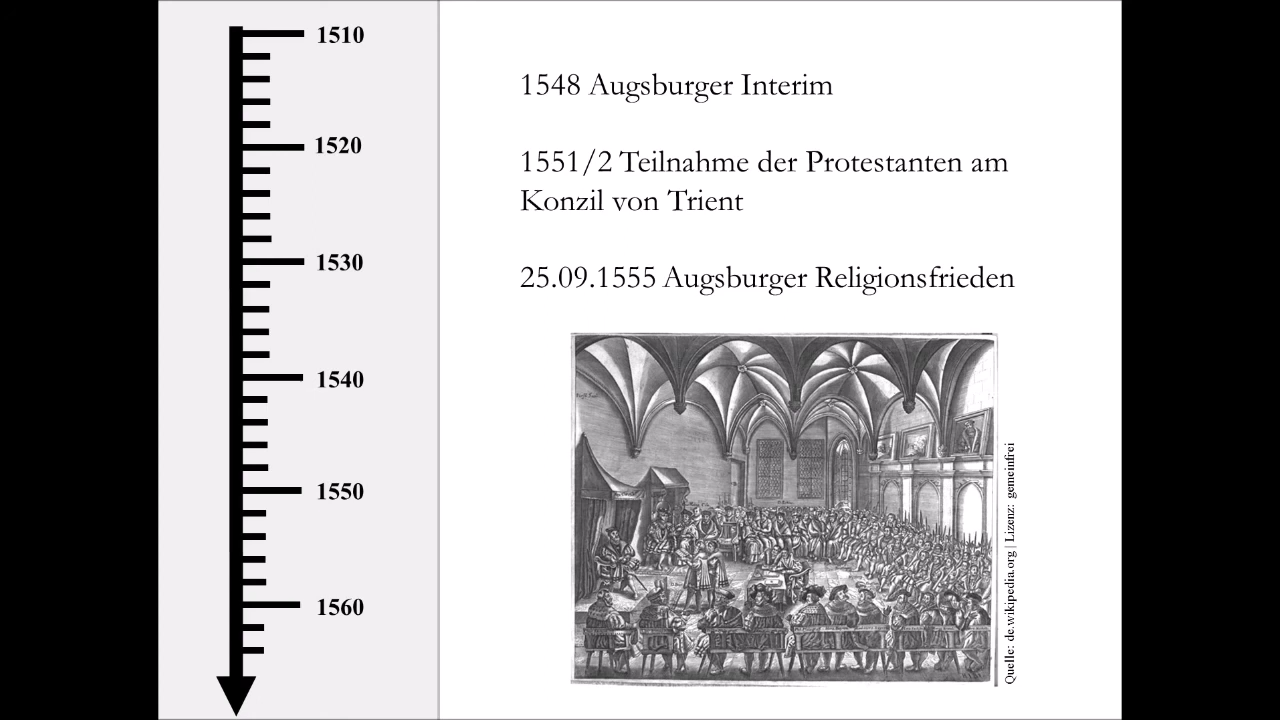 1510
1520
1530
1540
1550
1560
1548 Augsburger Interim
1551/2 Teilnahme der Protestanten am
Konzil von Trient
25.09.1555 Augsburger Religionsfrieden
Quelle: de.wikipedia.org | Lizenz: gemeinfrei